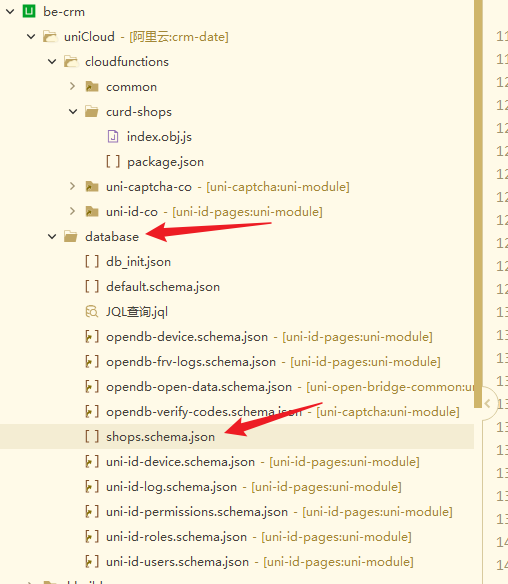 be-crm
uniCloud - [阿里云:crm-date]
cloudfunctions
common
curd-shops
index.obj.js
package.json
uni-captcha-co - [uni-captcha:uni-module]
uni-id-co - [uni-id-pages:uni-module]
database
db_init.json
default.schema.json
JQL查询.jql
opendb-device.schema.json - [uni-id-pages:uni-module]
opendb-frv-logs.schema.json - [uni-id-pages:uni-module]
opendb-open-data.schema.json - [uni-open-bridge-common:u
opendb-verify-codes.schema.json - [uni-captcha:uni-module]
shops.schema.json
uni-id-device.schema.json - [uni-id-pages:uni-module]
uni-id-log.schema.json - [uni-id-pages:uni-module]
uni-id-permissions.schema.json - [uni-id-pages:uni-module]
uni-id-roles.schema.json - [uni-id-pages:uni-module]
uni-id-users.schema.json - [uni-id-pages:uni-module]